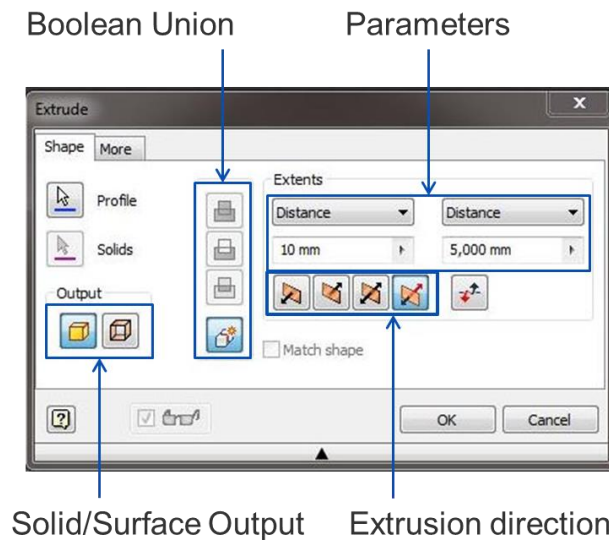 Boolean Union
Parameters
Extrude
x
Shape
More
Profile
Solids
Output
Extents
Distance
Distance
10 mm
5,000 mm
Match shape
?
OK
Cancel
Solid/Surface Output
Extrusion direction